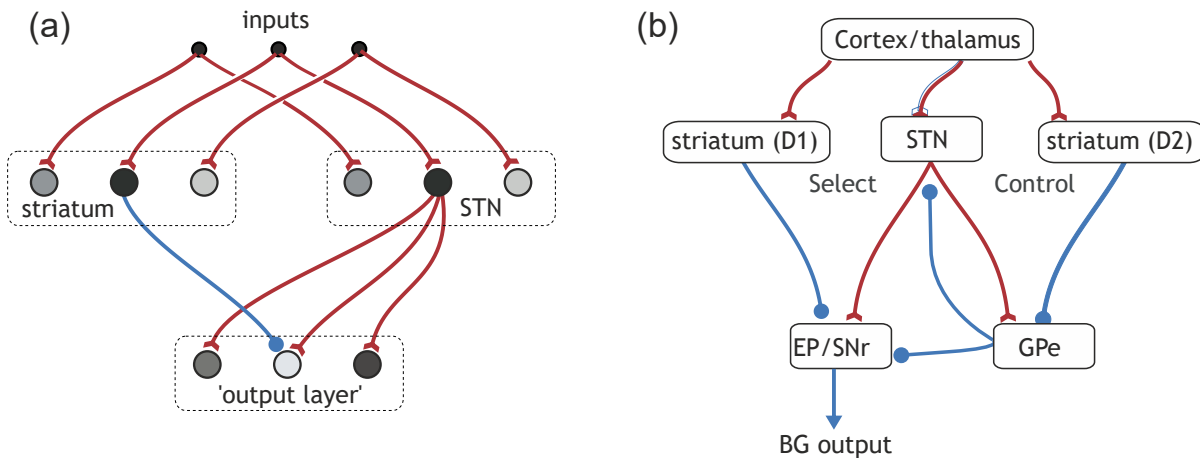 (a)
inputs
striatum
STN
'output layer'
(b)
Cortex/thalamus
striatum (D1)
STN
striatum (D2)
Select
Control
EP/SNr
GPe
BG output